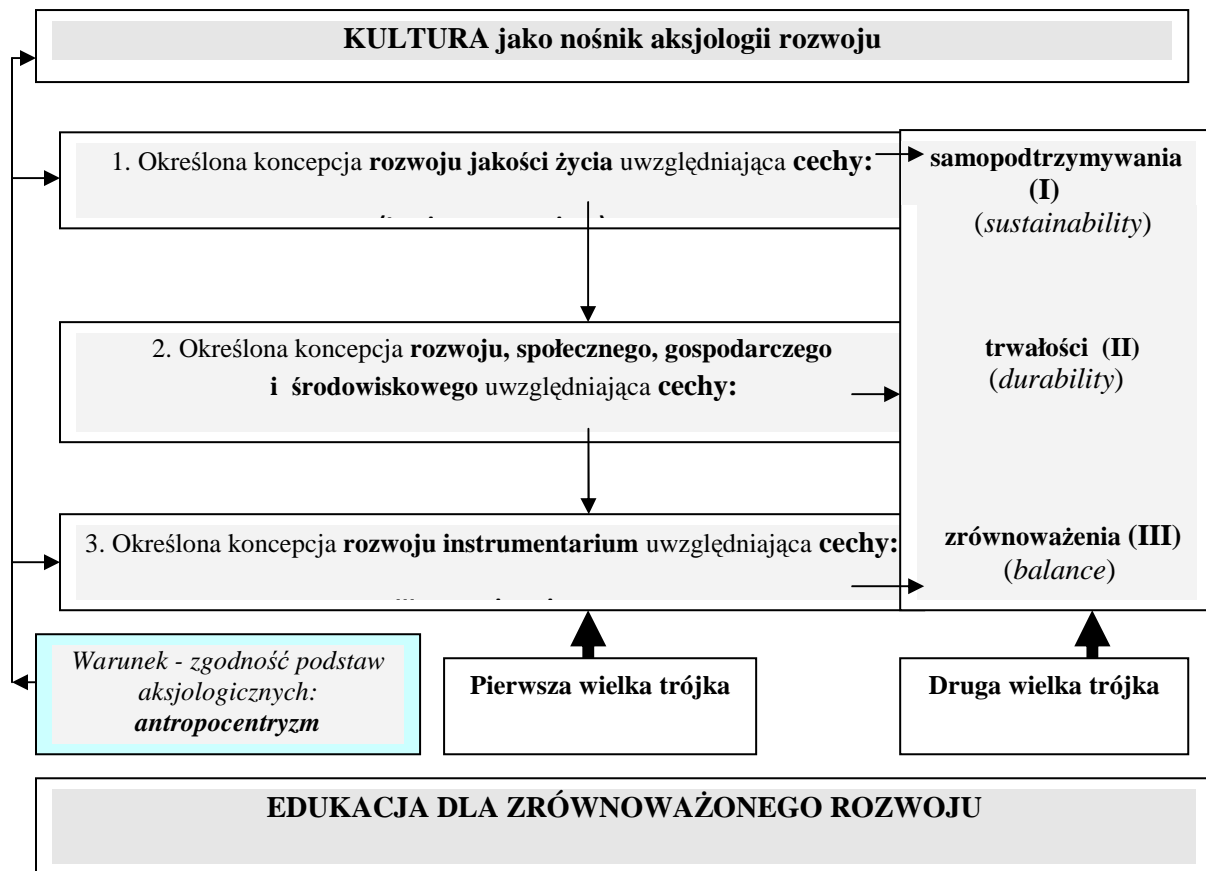 KULTURA jako nośnik aksjologii rozwoju
1. Określona koncepcja rozwoju jakości życia uwzględniająca cechy:
samopodtrzymywania
(I)
(sustainability)
2. Określona koncepcja rozwoju, społecznego, gospodarczego
i środowiskowego uwzględniająca cechy:
trwałości (II)
(durability)
3. Określona koncepcja rozwoju instrumentarium uwzględniająca cechy:
zrównoważenia (III)
(balance)
Warunek - zgodność podstaw
aksjologicznych:
antropocentryzm
Pierwsza wielka trójka
Druga wielka trójka
EDUKACJA DLA ZRÓWNOWAŻONEGO ROZWOJU